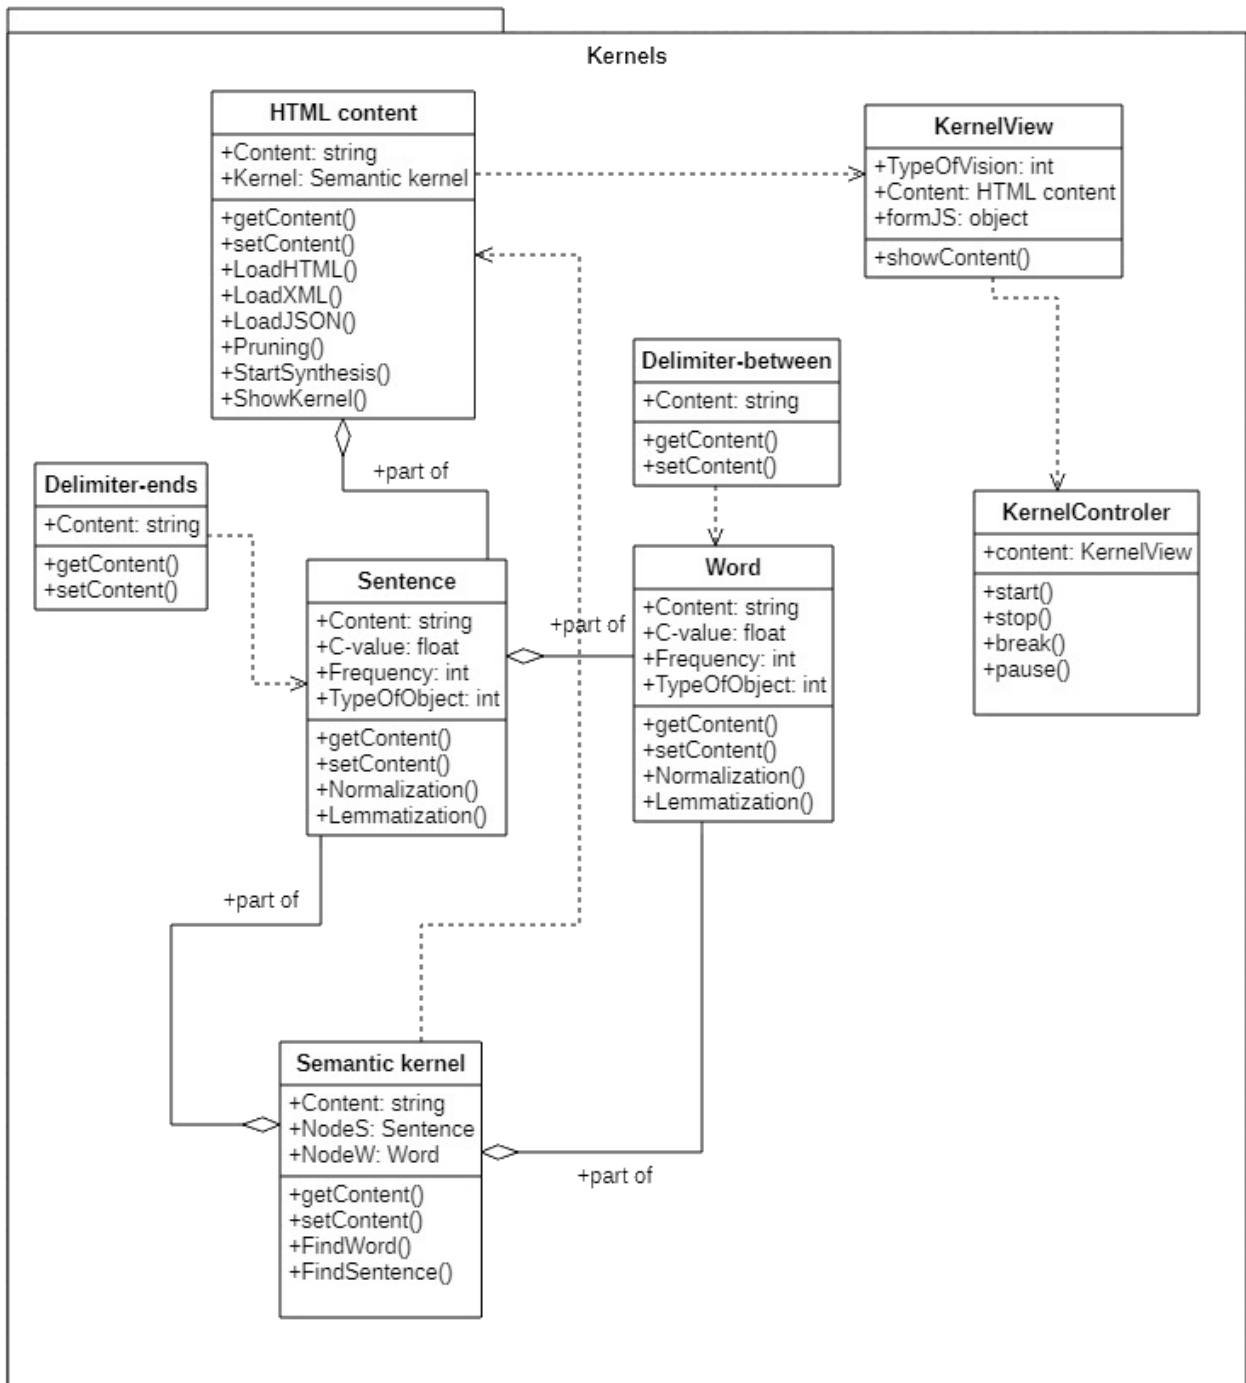 Kernels
HTML content
+Content: string
+Kernel: Semantic kernel
+getContent()
+setContent()
+LoadHTML()
+LoadXML()
+LoadJSON()
+Pruning()
+StartSynthesis()
+ShowKernel()
KernelView
+TypeOfVision: int
+Content: HTML content
+formJS: object
+showContent()
Delimiter-between
+Content: string
+getContent()
+setContent()
+part of
Delimiter-ends
+Content: string
+getContent()
+setContent()
KernelControler
+content: KernelView
+start()
+stop()
+break()
+pause()
Sentence
+Content: string
+C-value: float
+Frequency: int
+TypeOfObject: int
+getContent()
+setContent()
+Normalization()
+Lemmatization()
+part of
Word
+Content: string
+C-value: float
+Frequency: int
+TypeOfObject: int
+getContent()
+setContent()
+Normalization()
+Lemmatization()
+part of
Semantic kernel
+Content: string
+NodeS: Sentence
+NodeW: Word
+getContent()
+setContent()
+FindWord()
+FindSentence()
+part of